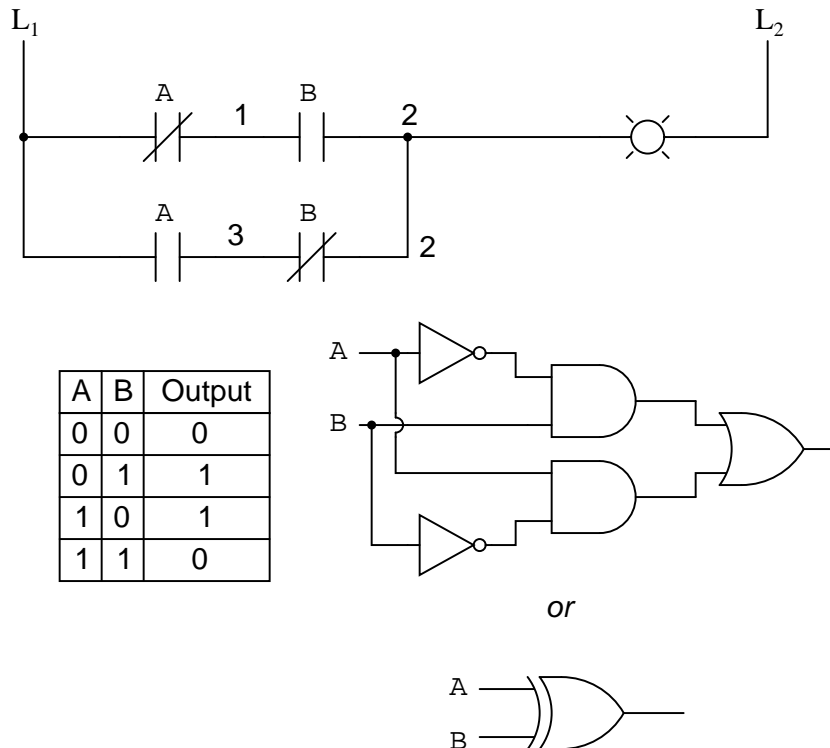 L1 L2
A 1 B 2
A 3 B 2
A
A B Output
B
0 0 0
0 1 1
1 0 1
1 1 0
or
A
B